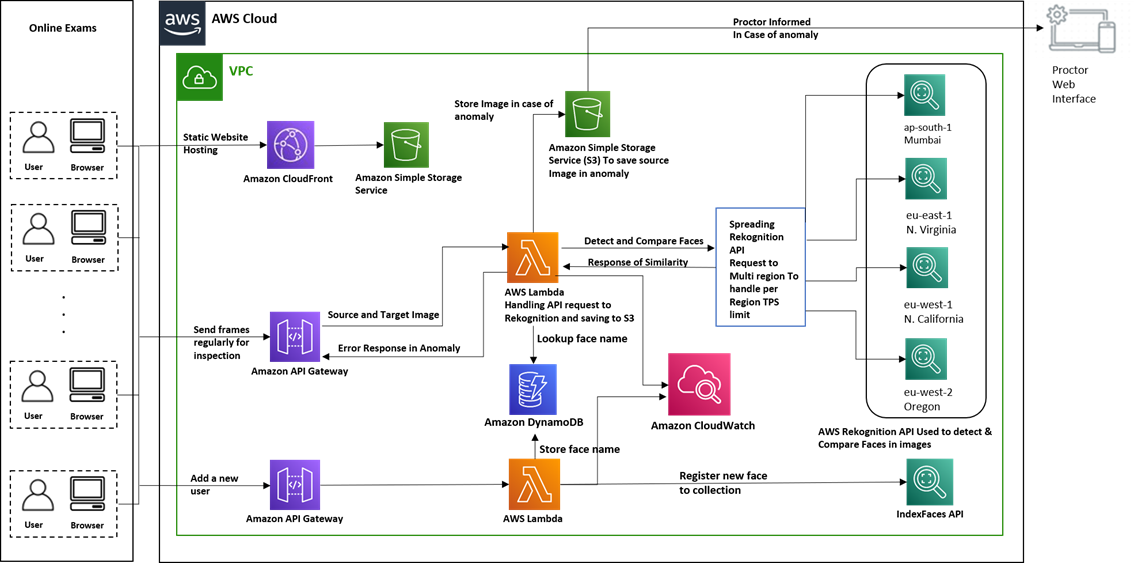 Online Exams
User
Browser
User
Browser
User
Browser
User
Browser
aws
AWS Cloud
VPC
Static Website
Hosting
Amazon CloudFront
Amazon Simple Storage
Service
Store Image in case of
anomaly
Amazon Simple Storage
Service (S3) To save source
Image in anomaly
Proctor Informed
In Case of anomaly
Proctor
Web
Interface
Send frames
regularly for
inspection
Amazon API Gateway
Source and Target Image
Error Response in Anomaly
AWS Lambda
Handling API request to
Rekognition and saving to S3
Detect and Compare Faces
Response of Similarity
Spreading
Rekognition
API
Request to
Multi region To
handle per
Region TPS
limit
ap-south-1
Mumbai
eu-east-1
N. Virginia
eu-west-1
N. California
eu-west-2
Oregon
AWS Rekognition API Used to detect &
Compare Faces in images
Lookup face name
Amazon DynamoDB
Amazon CloudWatch
Store face name
Add a new
user
Amazon API Gateway
AWS Lambda
Register new face
to collection
IndexFaces API